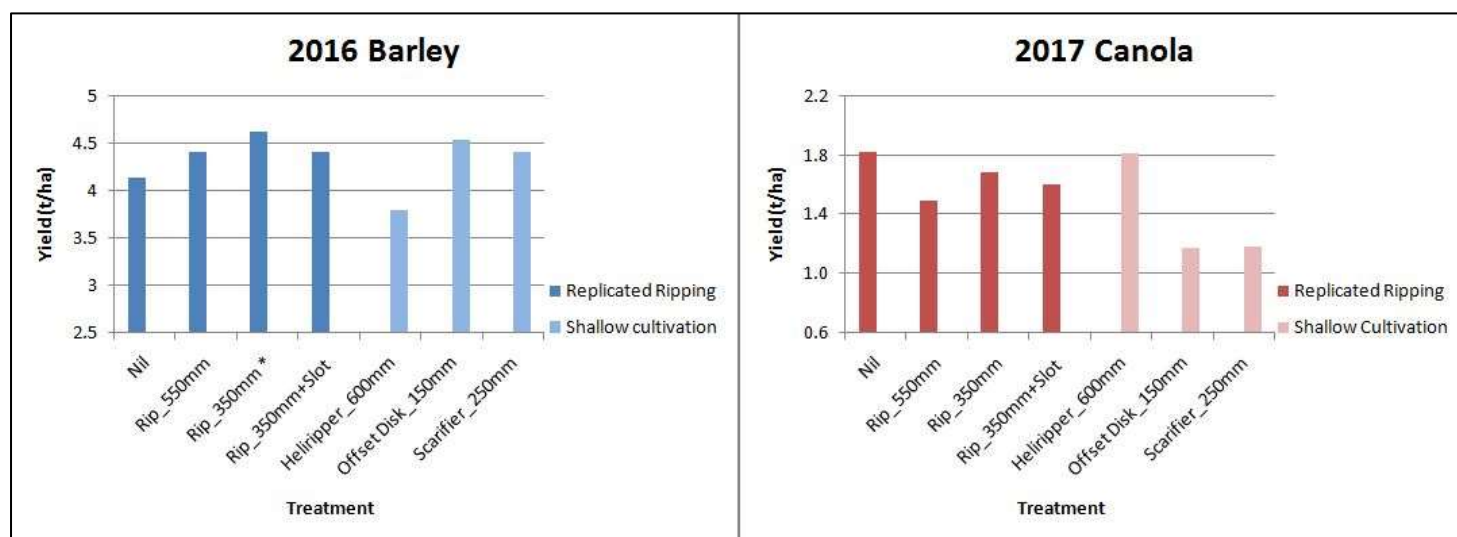 2016 Barley
Yield(t/ha)
5
4.5
4
3.5
3
2.5
Nil
Rip_550mm
Rip_350mm *
Rip_350mm+Slot
Heliripper_600mm
Offset Disk_150mm
Scarifier_250mm
Treatment
Replicated Ripping
Shallow cultivation
2017 Canola
Yield(t/ha)
2.2
1.8
1.4
1.0
0.6
Nil
Rip_550mm
Rip_350mm
Rip_350mm+Slot
Heliripper_600mm
Offset Disk_150mm
Scarifier_250mm
Treatment
Replicated Ripping
Shallow Cultivation